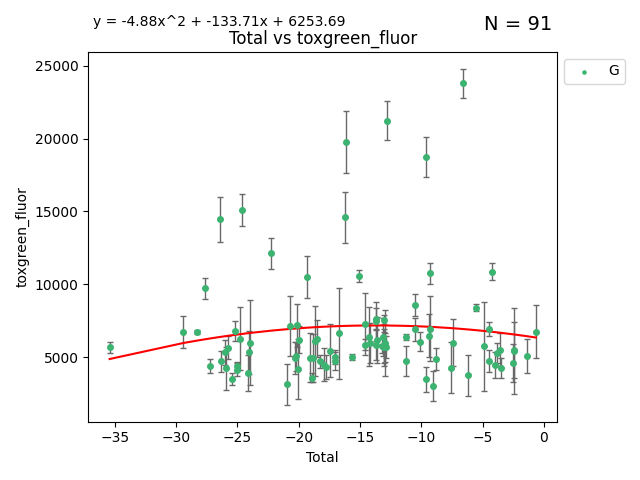 y = -4.88x^2 + -133.71x + 6253.69
N = 91
Total vs toxgreen_fluor
G
toxgreen_fluor
25000
20000
15000
10000
5000
−35 −30 −25 −20 −15 −10 −5 0
Total